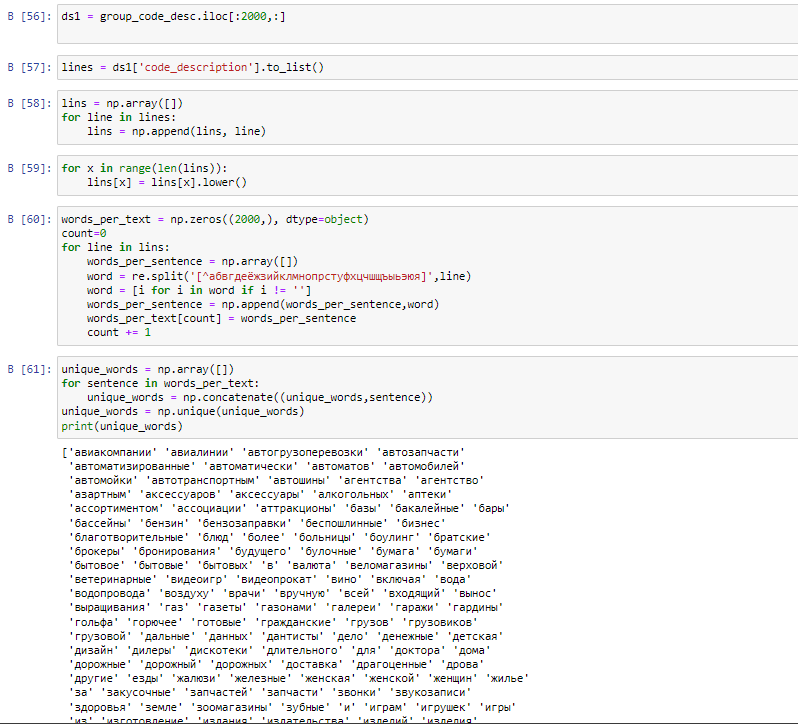 В [56]: ds1 = group_code_desc.iloc[:2000,:]
В [57]: lines = ds1['code_description'].to_list()
В [58]: lins = np.array([])
for line in lines:
    lins = np.append(lins, line)
В [59]: for x in range(len(lins)):
    lins[x] = lins[x].lower()
В [60]: words_per_text = np.zeros((2000,), dtype=object)
count=0
for line in lins:
    words_per_sentence = np.array([])
    word = re.split('[^абвгдеёжзийклмнопрстуфхцчшщъыьэюя]',line)
    word = [i for i in word if i != '']
    words_per_sentence = np.append(words_per_sentence,word)
    words_per_text[count] = words_per_sentence
    count += 1
В [61]: unique_words = np.array([])
for sentence in words_per_text:
    unique_words = np.concatenate((unique_words,sentence))
unique_words = np.unique(unique_words)
print(unique_words)
['авиакомпании' 'авиалинии' 'автогрузоперевозки' 'автозапчасти'
 'автоматизированные' 'автоматически' 'автоматов' 'автомобилей'
 'автомойки' 'автотранспортным' 'автошины' 'агентства' 'агентство'
 'азартным' 'аксессуаров' 'аксессуары' 'алкогольных' 'аптеки'
 'ассортиментом' 'ассоциации' 'аттракционы' 'базы' 'бакалейные' 'бары'
 'бассейны' 'бензин' 'бензозаправки' 'беспошлинные' 'бизнес'
 'благотворительные' 'блюд' 'более' 'больницы' 'боулинг' 'братские'
 'брокеры' 'бронирования' 'будущего' 'булочные' 'бумага' 'бумаги'
 'бытовое' 'бытовые' 'бытовых' 'в' 'валюта' 'веломагазины' 'верховой'
 'ветеринарные' 'видеоигр' 'видеопрокат' 'вино' 'включая' 'вода'
 'водопровода' 'воздуху' 'врачи' 'вручную' 'всей' 'входящий' 'вынос'
 'выращивания' 'газ' 'газеты' 'газонами' 'галереи' 'гаражи' 'гардины'
 'гольфа' 'горючее' 'готовые' 'гражданские' 'грузов' 'грузовиков'
 'грузовой' 'дальные' 'данных' 'дантисты' 'дело' 'денежные' 'детская'
 'дизайн' 'дилеры' 'дискотеки' 'длительного' 'для' 'доктора' 'дома'
 'дорожные' 'дорожный' 'дорожных' 'доставка' 'драгоценные' 'дрова'
 'другие' 'езды' 'жалюзи' 'железные' 'женская' 'женской' 'женщин' 'жилье'
 'за' 'закусочные' 'запчастей' 'запчасти' 'звонки' 'звукозаписи'
 'здоровья' 'земле' 'зоомагазины' 'зубные' 'и' 'играм' 'игрушек' 'игры'
 'из' 'изготовление' 'издания' 'издательства' 'изделий' 'изделия'